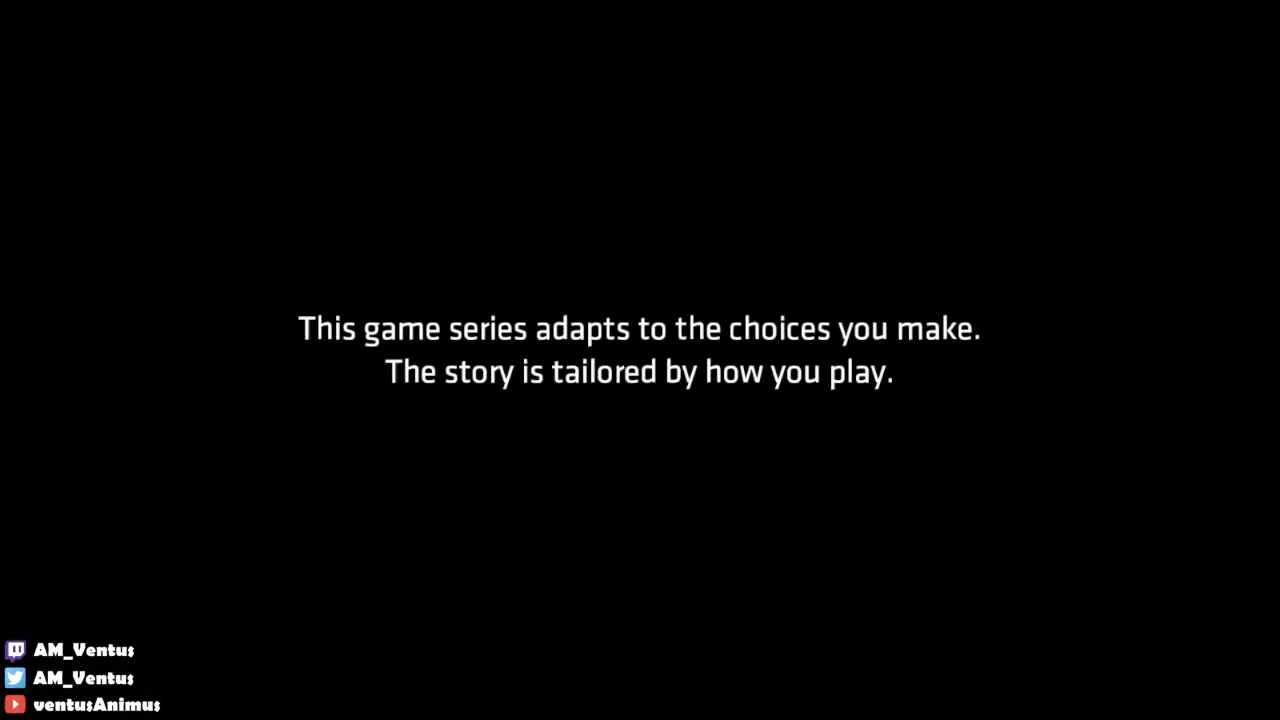 This game series adapts to the choices you make.
The story is tailored by how you play.
AM_Ventus
AM_Ventus
ventusAnimus